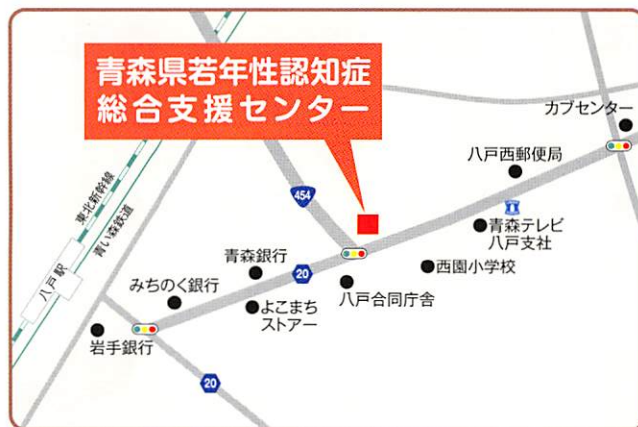 青森県若年性認知症
総合支援センター
カブセンター
八戸西郵便局
454
東北新幹線
青い森鉄道
青森テレビ
八戸支社
青森銀行
20
西園小学校
八戸駅
みちのく銀行
よこまち
ストアー
八戸合同庁舎
岩手銀行
20